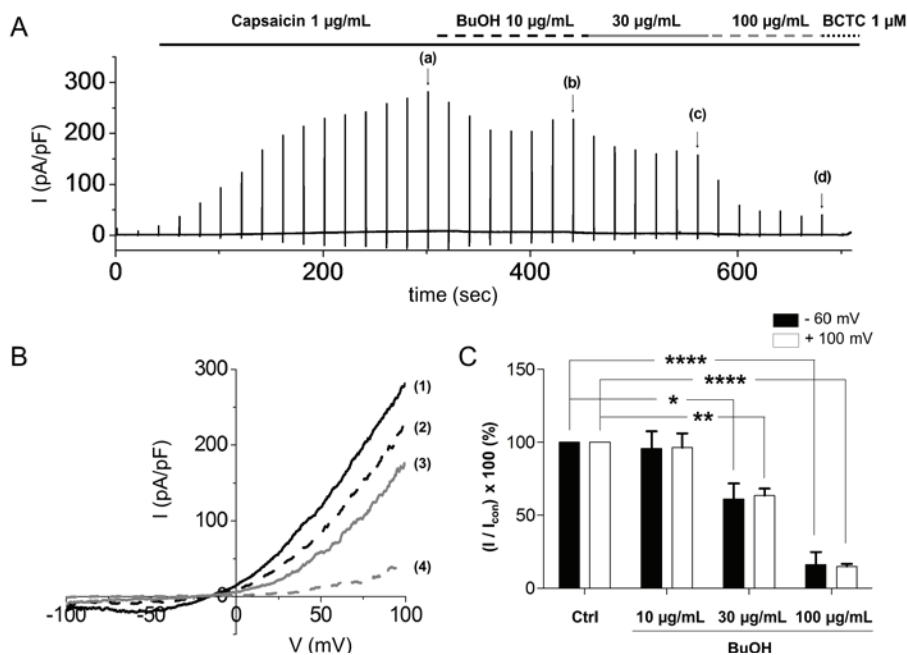 A
Capsaicin 1 µg/mL
BuOH 10 µg/mL
30 µg/mL
100 µg/mL
BCTC 1 µM
I (pA/pF)
300
200
100
0
(a)
(b)
(c)
(d)
0
200
400
600
time (sec)
B
I (pA/pF)
300
200
100
(1)
(2)
(3)
(4)
-100
-50
0
50
100
V (mV)
- 60 mV
+ 100 mV
C
(I / Icon) x 100 (%)
150
100
50
0
****
****
*
**
Ctrl
10 µg/mL
30 µg/mL
100 µg/mL
BuOH